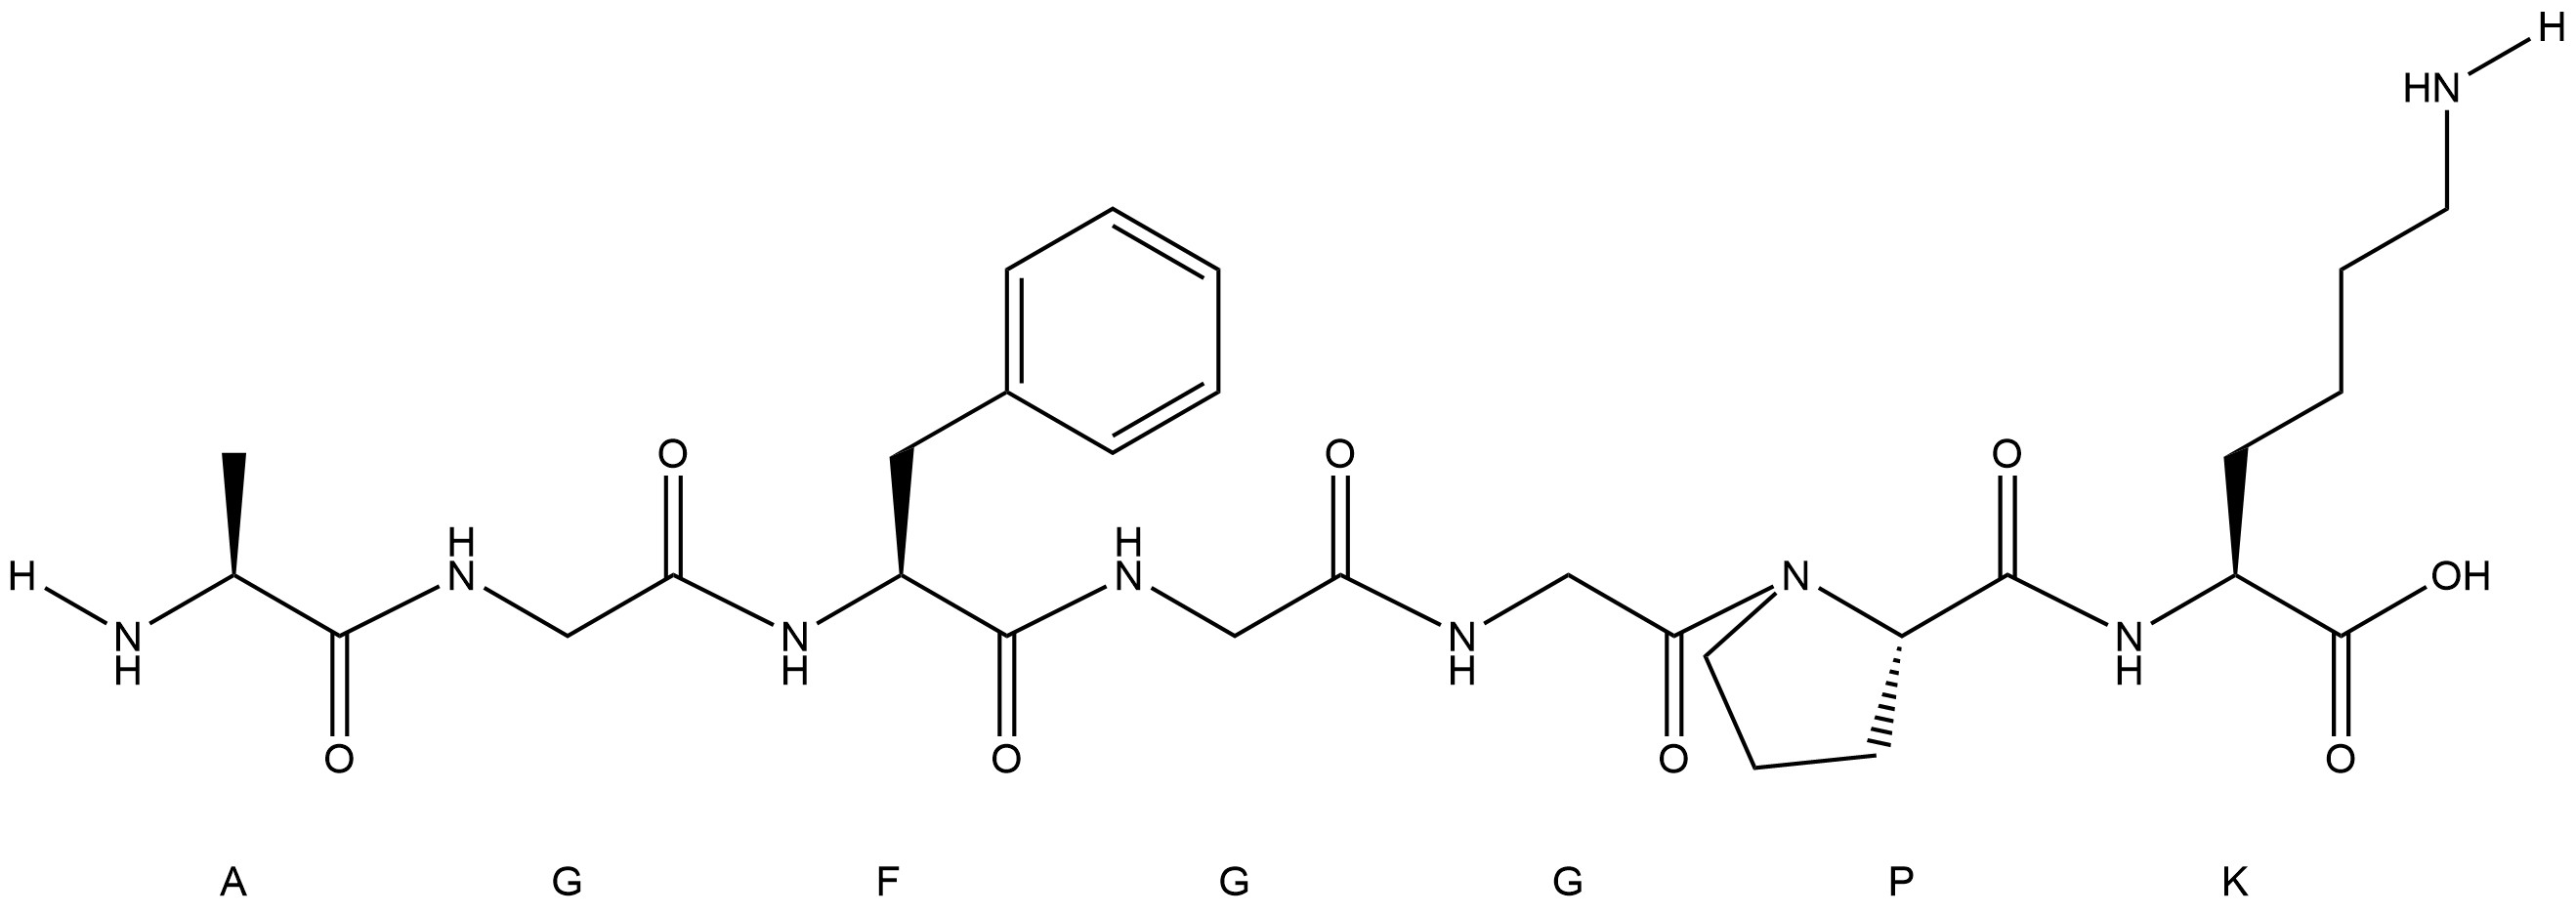 H
HN
O O O
H H
H N N N OH
N N N N
H H H H
O O O O
A G F G G P K